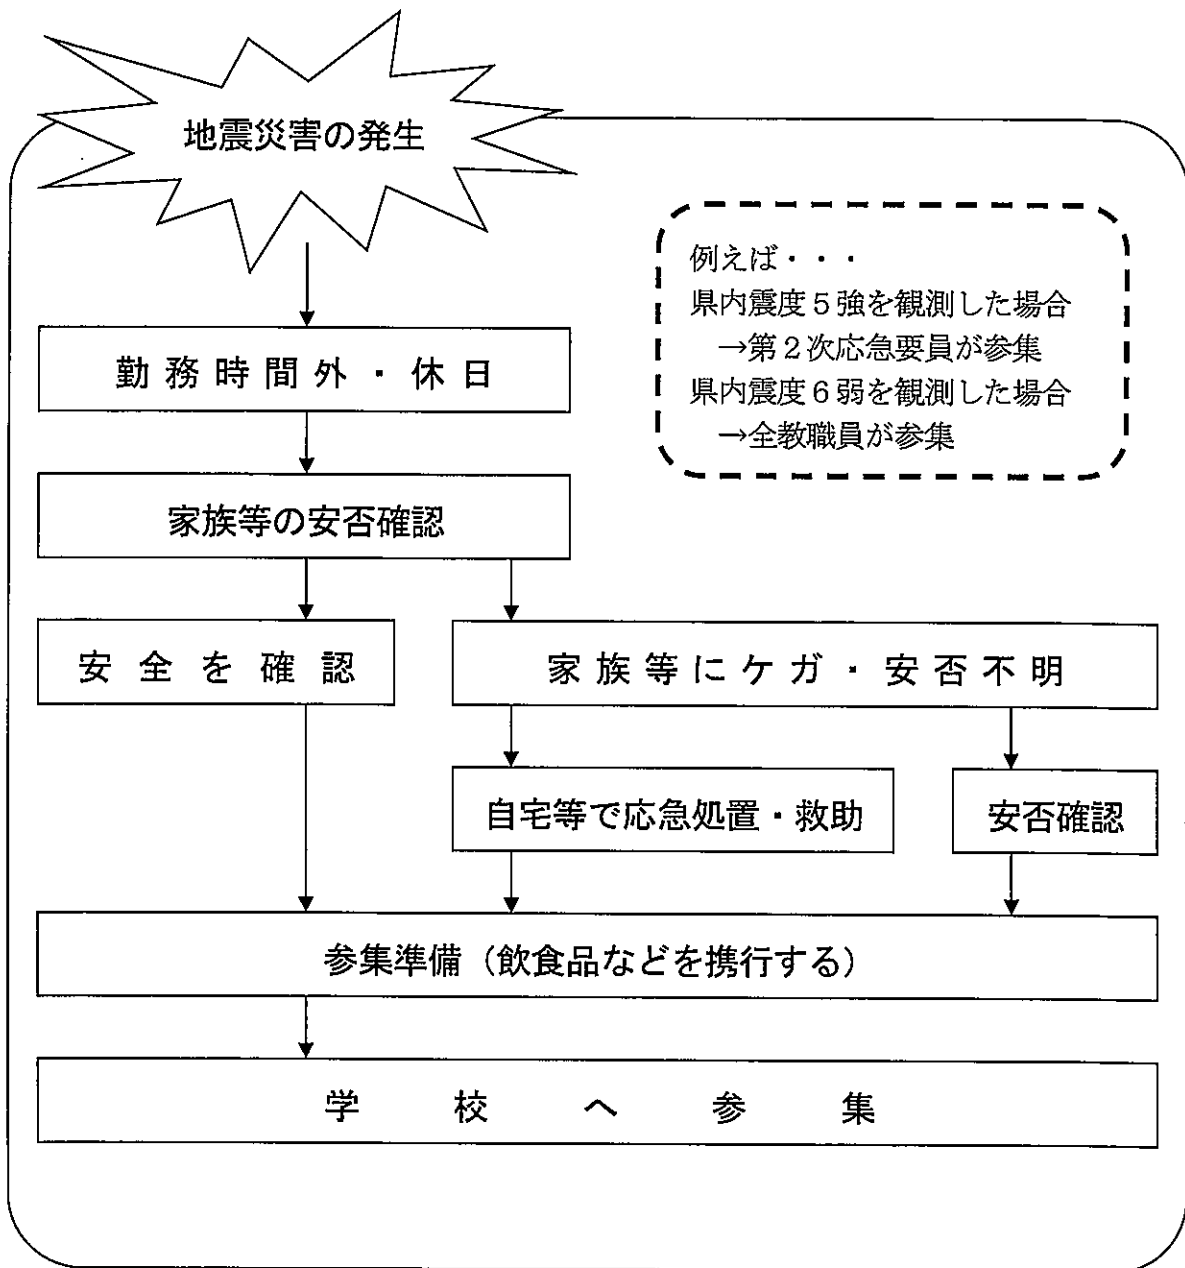 地震災害の発生
例えば・・・
県内震度５強を観測した場合
→第２次応急要員が参集
県内震度６弱を観測した場合
→全教職員が参集
勤務時間外・休日
家族等の安否確認
安全を確認
家族等にケガ・安否不明
自宅等で応急処置・救助
安否確認
参集準備（飲食品などを携行する）
学校へ参集